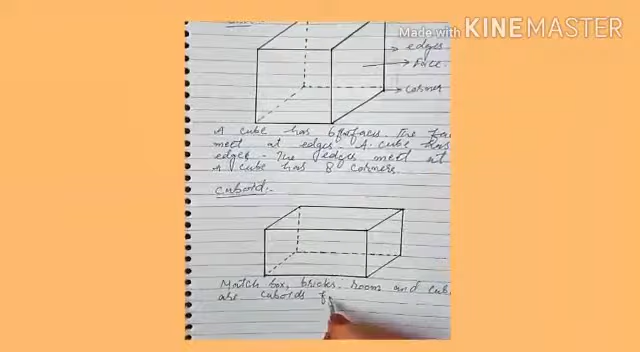 Made with KINEMASTER
edges
Face
corner
A cube has 6 faces The
meet at edges. A cube has
edges - The edges meet at
A cube has 8 corners
Cuboid:-
Match box, bricks, room and
are cuboids